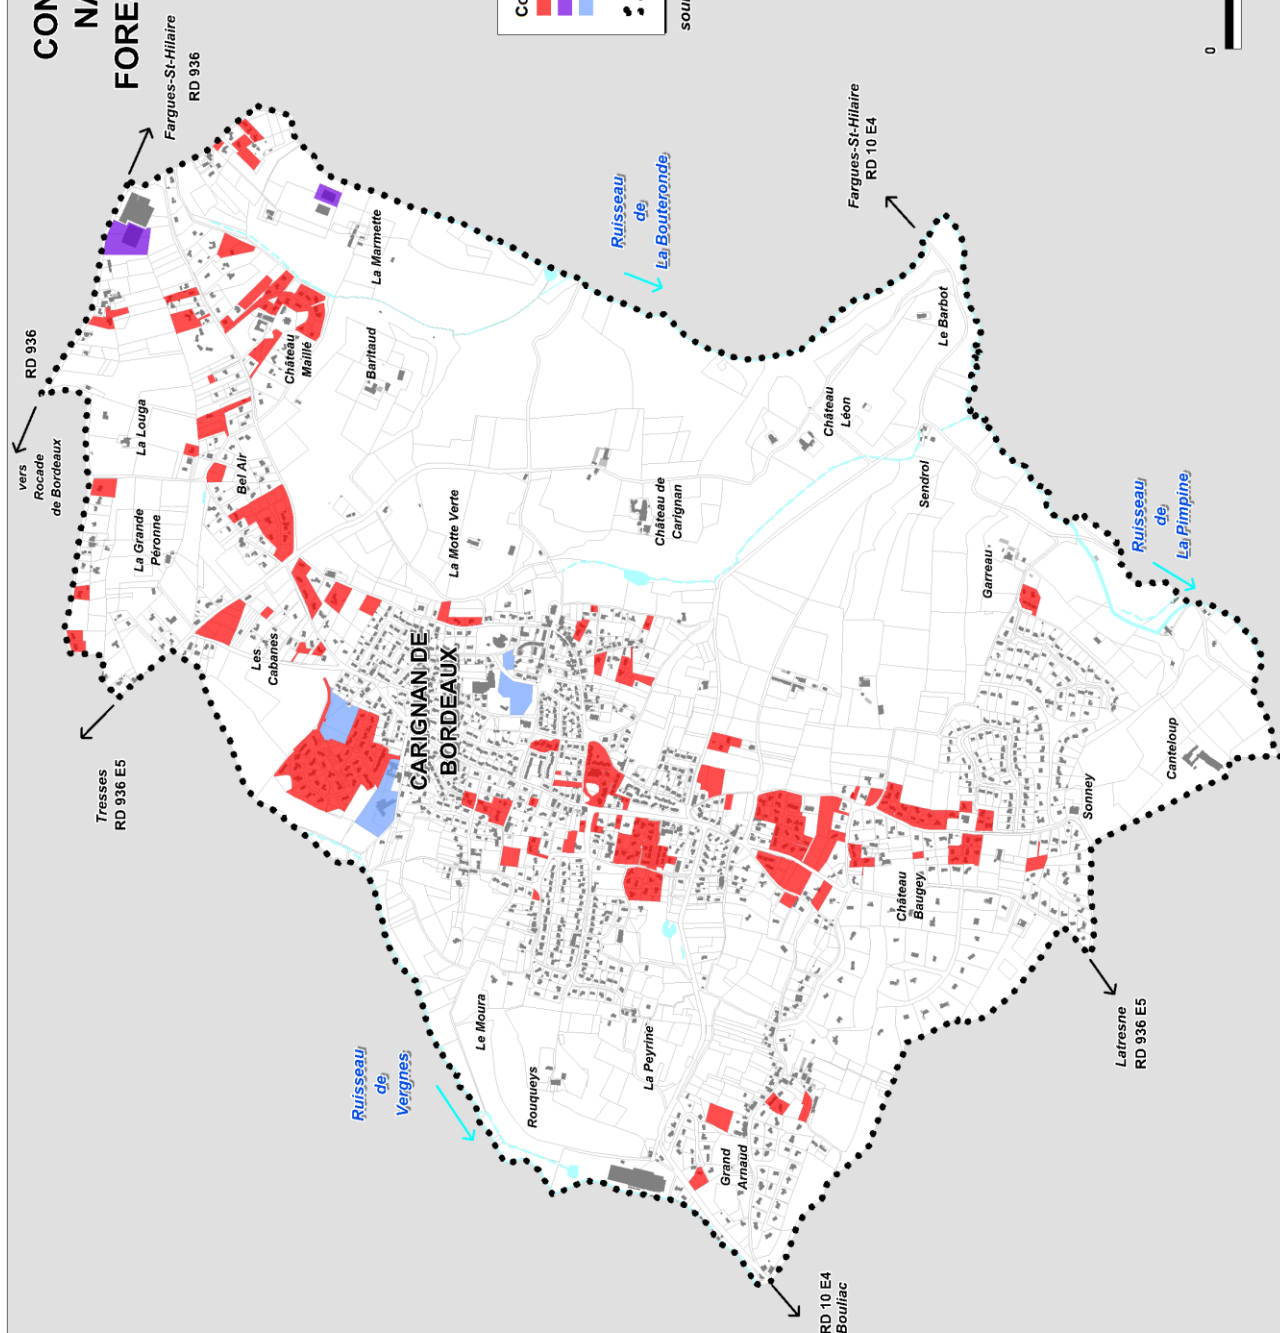 CON
NA
FORE
Fargues-St-Hilaire
RD 936
Co
sour
0
Fargues-St-Hilaire
RD 10 E4
Ruisseau
de
La Bouteronde
La Marmette
RD 936
vers
Rocade
de Bordeaux
Château
Maillé
Baritaud
Le Barbot
La Louga
Château
Léon
Bel Air
La Grande
Péronne
La Motte Verte
Château de
Carignan
Sendrol
Ruisseau
de
La Pimpine
Garreau
Les
Cabanes
CARIGNAN DE
BORDEAUX
Tresses
RD 936 E5
Canteloup
Sonney
Château
Baugey
Le Moura
La Peyrine
Rouqueys
Ruisseau
de
Vergnes
Latresne
RD 936 E5
Grand
Arnaud
RD 10 E4
Bouliac